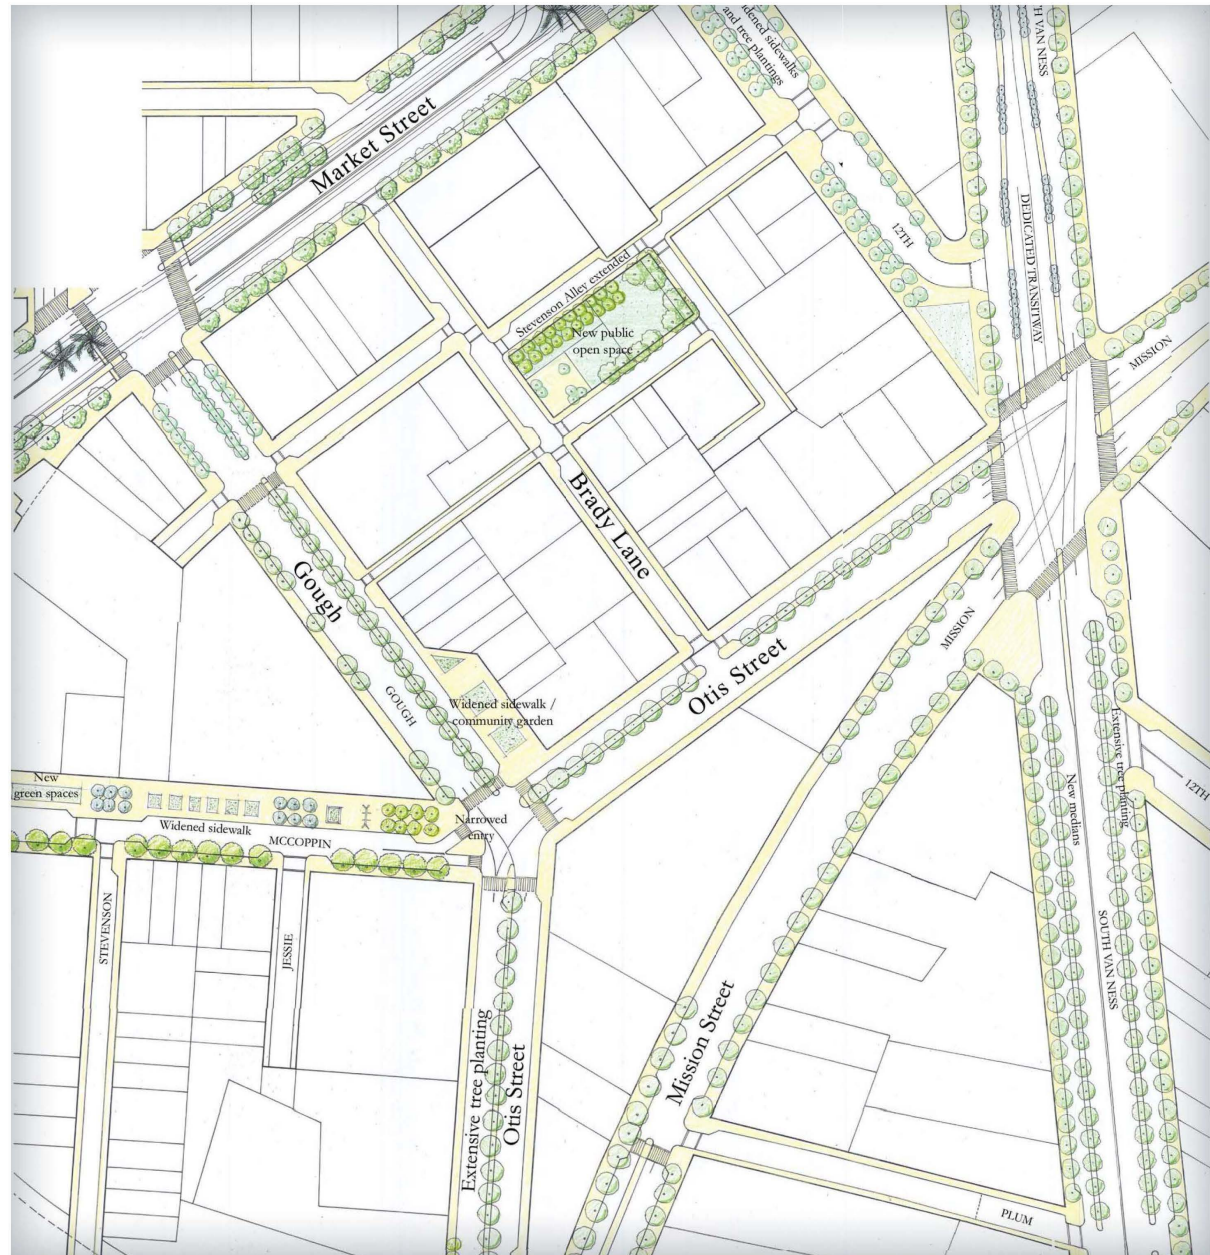 Widened sidewalks
and tree plantings
SOUTH VAN NESS
Market Street
12TH
DEDICATED TRANSITWAY
MISSION
Stevenson Alley extended
New public
open space
Brady Lane
Gough
GOUGH
Otis Street
MISSION
Widened sidewalk /
community garden
Extensive tree planting
12TH
New
green spaces
Widened sidewalk
MCCOPPIN
Narrowed
entry
New medians
STEVENSON
JESSIE
SOUTH VAN NESS
Extensive tree planting
Otis Street
Mission Street
PLUM